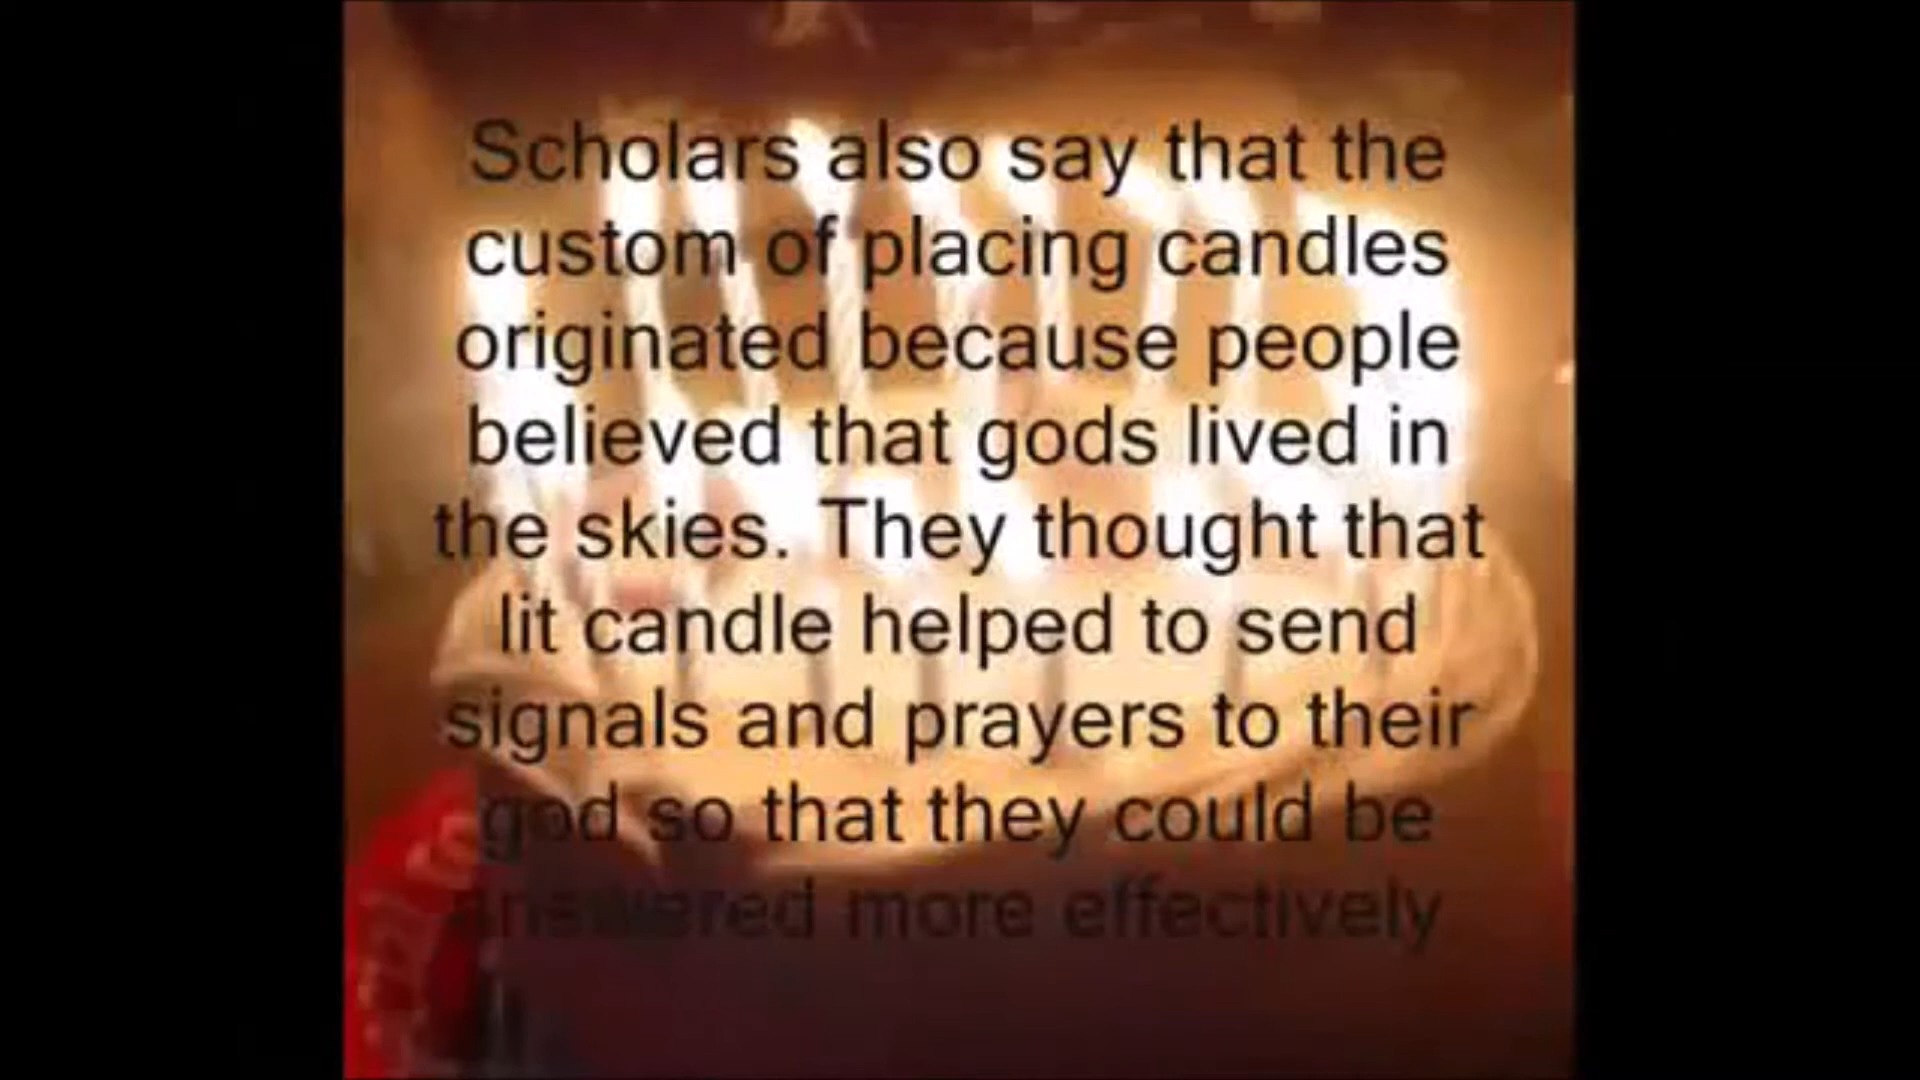 Scholars also say that the
custom of placing candles
originated because people
believed that gods lived in
the skies. They thought that
lit candle helped to send
signals and prayers to their
god so that they could be
answered more effectively